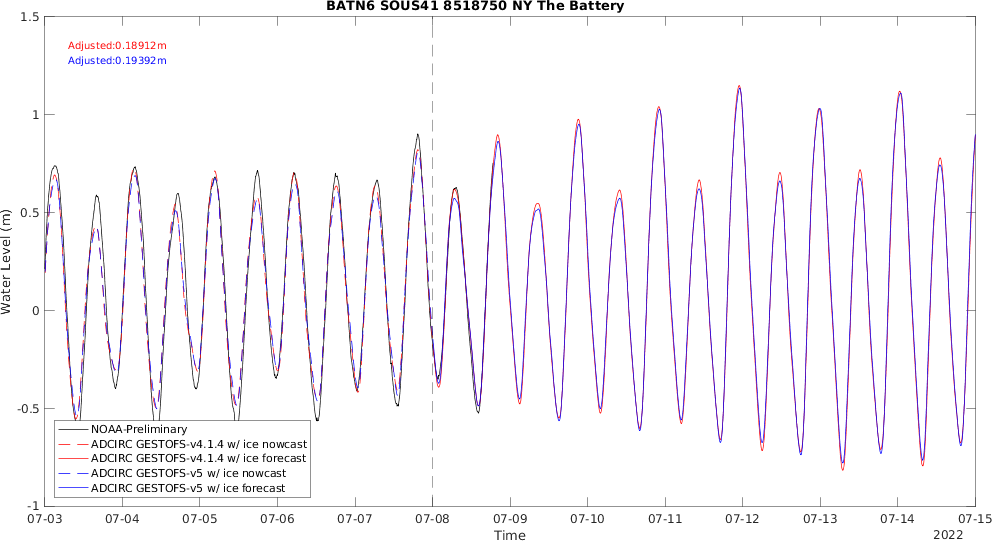 BATN6 SOUS41 8518750 NY The Battery
1.5
Adjusted:0.18912m
Adjusted:0.19392m
1
0.5
0
-0.5
-1
Water Level (m)
NOAA-Preliminary
ADCIRC GESTOFS-v4.1.4 w/ ice nowcast
ADCIRC GESTOFS-v4.1.4 w/ ice forecast
ADCIRC GESTOFS-v5 w/ ice nowcast
ADCIRC GESTOFS-v5 w/ ice forecast
07-03 07-04 07-05 07-06 07-07 07-08 07-09 07-10 07-11 07-12 07-13 07-14 07-15
Time
2022